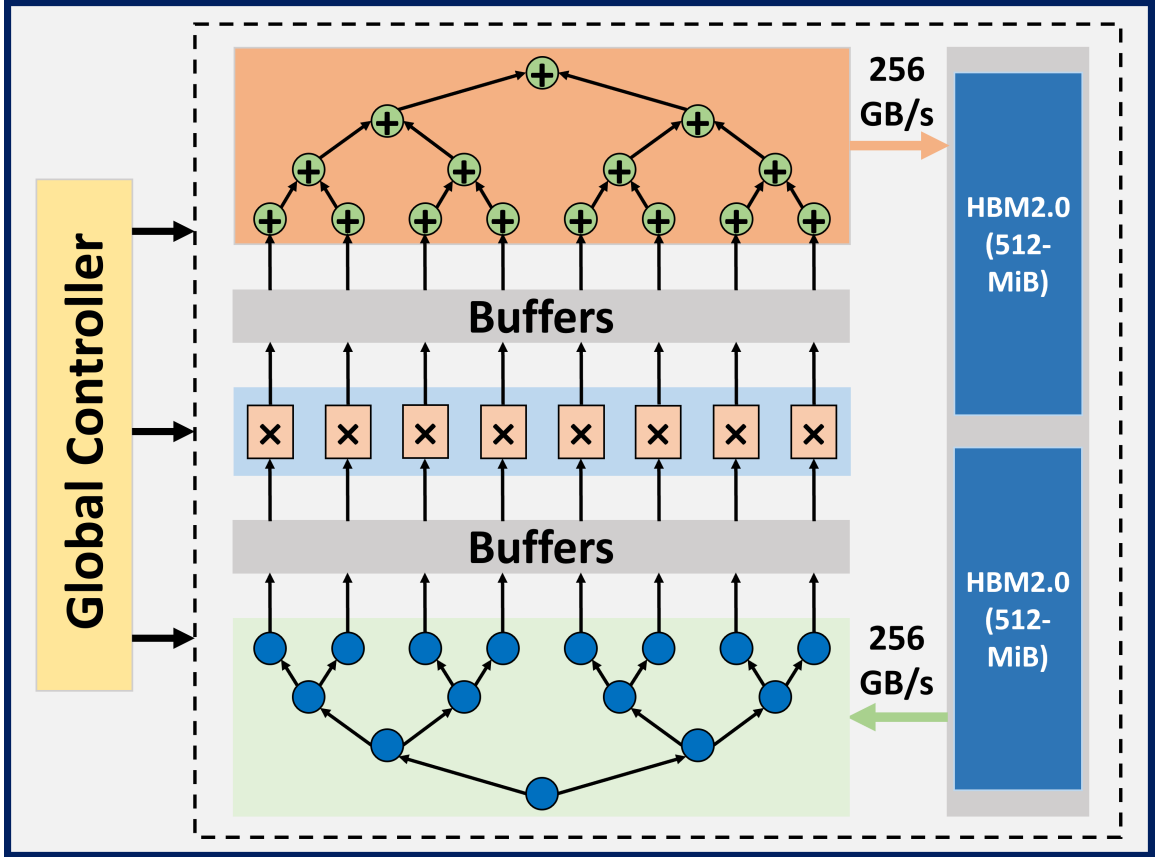 Global Controller
+
+ +
+ + + +
+ + + + + + + +
Buffers
× × × × × × × ×
Buffers
256
GB/s
HBM2.0
(512-
MiB)
HBM2.0
(512-
MiB)
256
GB/s